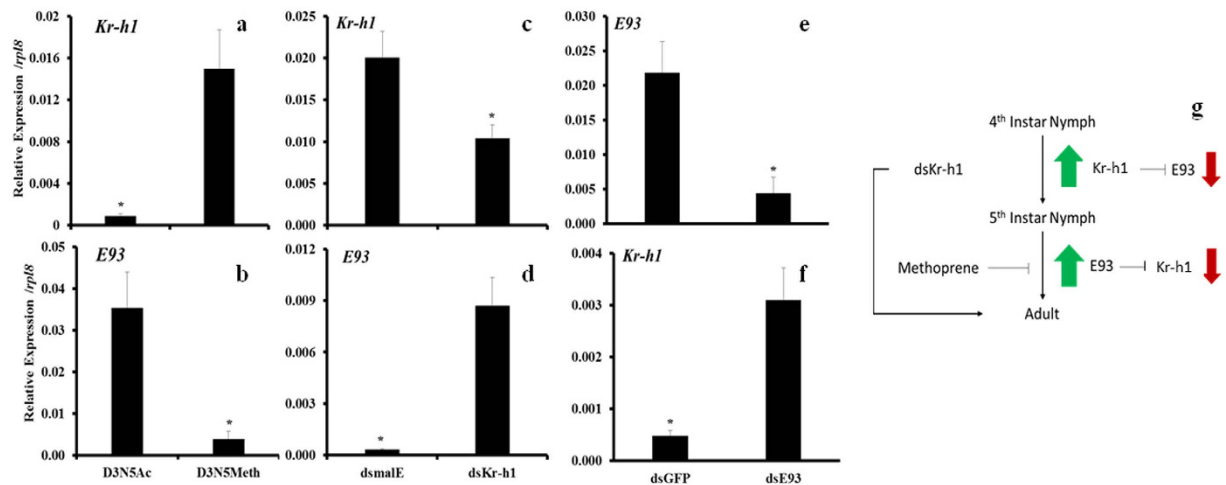 Kr-h1 a
Relative Expression /rpl8
0.02
0.016
0.012
0.008
0.004
0
*
E93
b
Relative Expression /rpl8
0.05
0.04
0.03
0.02
0.01
0.00
*
D3N5Ac D3N5Meth
Kr-h1 c
0.025
0.020
0.015
0.010
0.005
0.000
*
E93
d
0.012
0.009
0.006
0.003
0.000
*
dsmalE dsKr-h1
E93 e
0.030
0.025
0.020
0.015
0.010
0.005
0.000
*
Kr-h1 f
0.004
0.003
0.002
0.001
0.000
*
dsGFP dsE93
g
4th Instar Nymph
dsKr-h1 Kr-h1 E93
5th Instar Nymph
Methoprene E93 Kr-h1
Adult